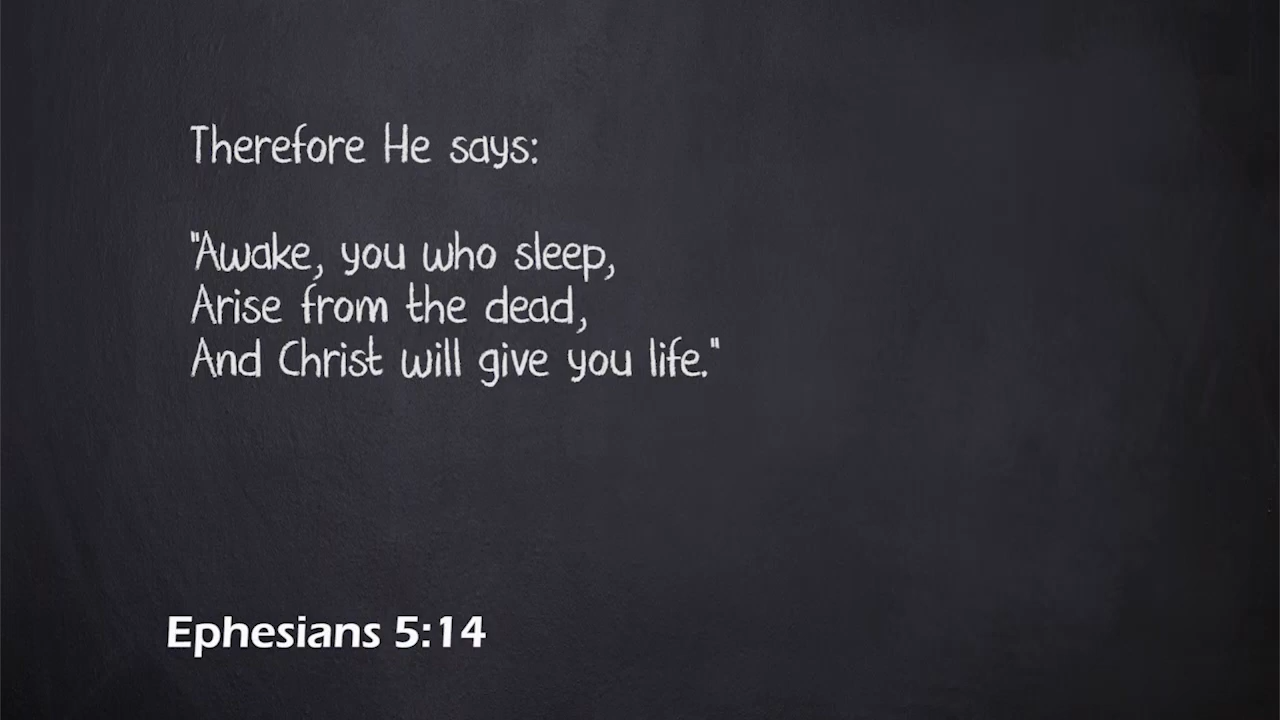 Therefore He says:
"Awake, you who sleep,
Arise from the dead,
And Christ will give you life."
Ephesians 5:14